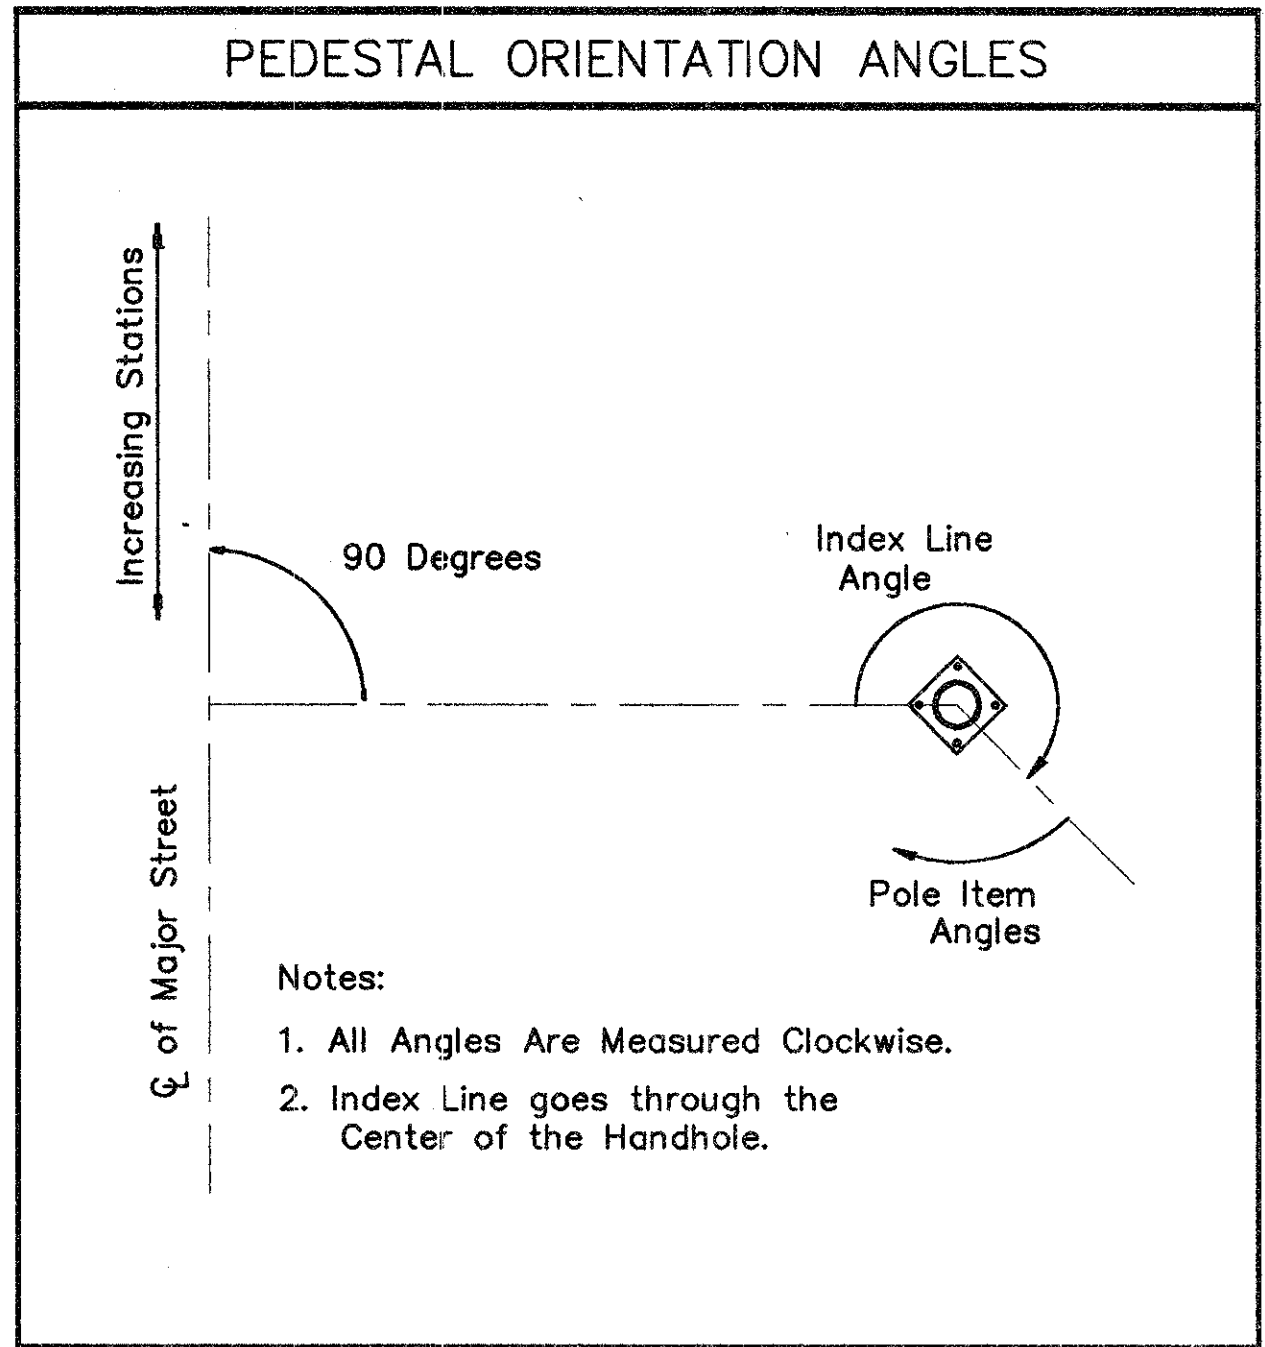 PEDESTAL ORIENTATION ANGLES
Increasing Stations
90 Degrees
Index Line
Angle
Pole Item
Angles
℄ of Major Street
Notes:
1. All Angles Are Measured Clockwise.
2. Index Line goes through the
Center of the Handhole.